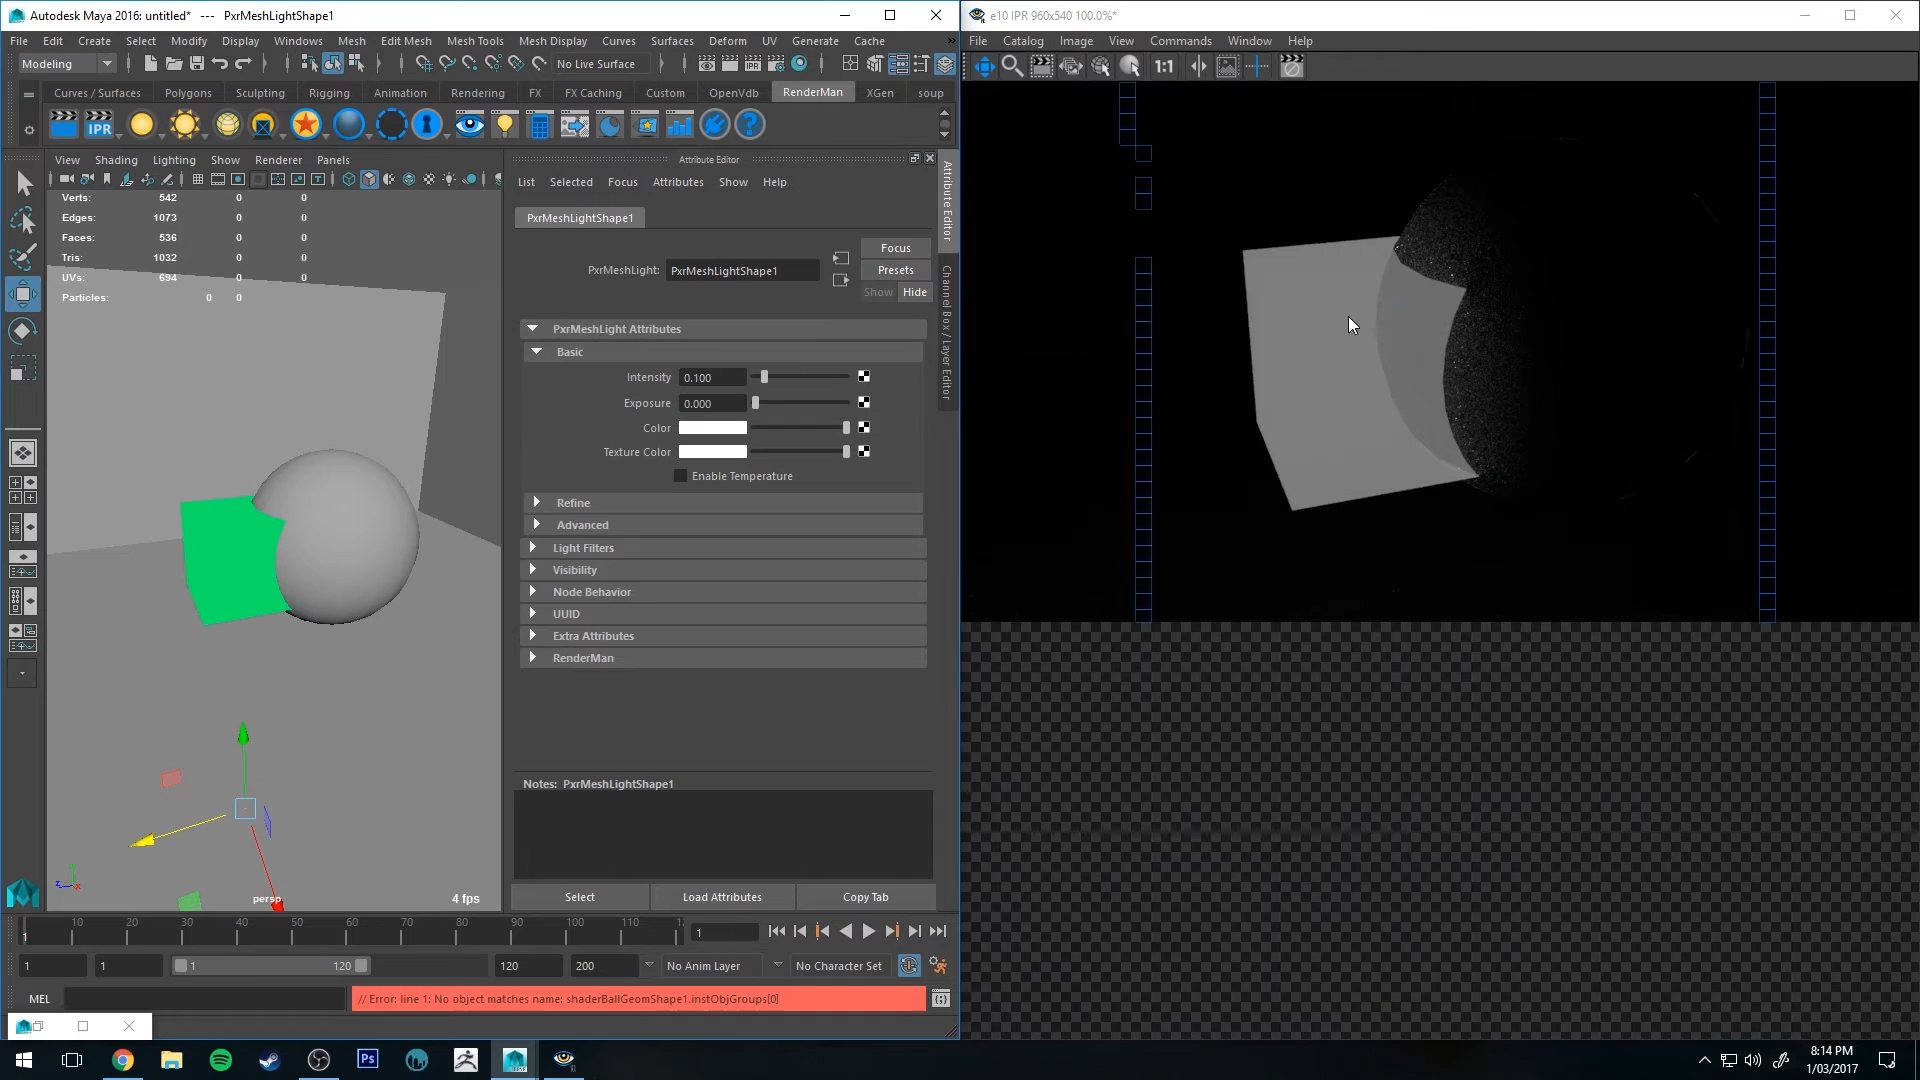 Autodesk Maya 2016: untitled*   ---   PxrMeshLightShape1
File Edit Create Select Modify Display Windows Mesh Edit Mesh Mesh Tools Mesh Display Curves Surfaces Deform UV Generate Cache »
Modeling No Live Surface
Curves / Surfaces Polygons Sculpting Rigging Animation Rendering FX FX Caching Custom OpenVdb RenderMan XGen soup
IPR
View Shading Lighting Show Renderer Panels
Verts: 542 0 0
Edges: 1073 0 0
Faces: 536 0 0
Tris: 1032 0 0
UVs: 694 0 0
Particles: 0 0
persp
4 fps
Attribute Editor
List Selected Focus Attributes Show Help
PxrMeshLightShape1
Focus
PxrMeshLight: PxrMeshLightShape1
Presets
Show Hide
PxrMeshLight Attributes
Basic
Intensity 0.100
Exposure 0.000
Color
Texture Color
Enable Temperature
Refine
Advanced
Light Filters
Visibility
Node Behavior
UUID
Extra Attributes
RenderMan
Notes: PxrMeshLightShape1
Select Load Attributes Copy Tab
Attribute Editor
Channel Box / Layer Editor
10 20 30 40 50 60 70 80 90 100 110 12
1
1
1 1 1 120 120 200 No Anim Layer No Character Set
MEL // Error: line 1: No object matches name: shaderBallGeomShape1.instObjGroups[0]
e10 IPR 960x540 100.0%*
File Catalog Image View Commands Window Help
1:1
Ps
8:14 PM
1/03/2017